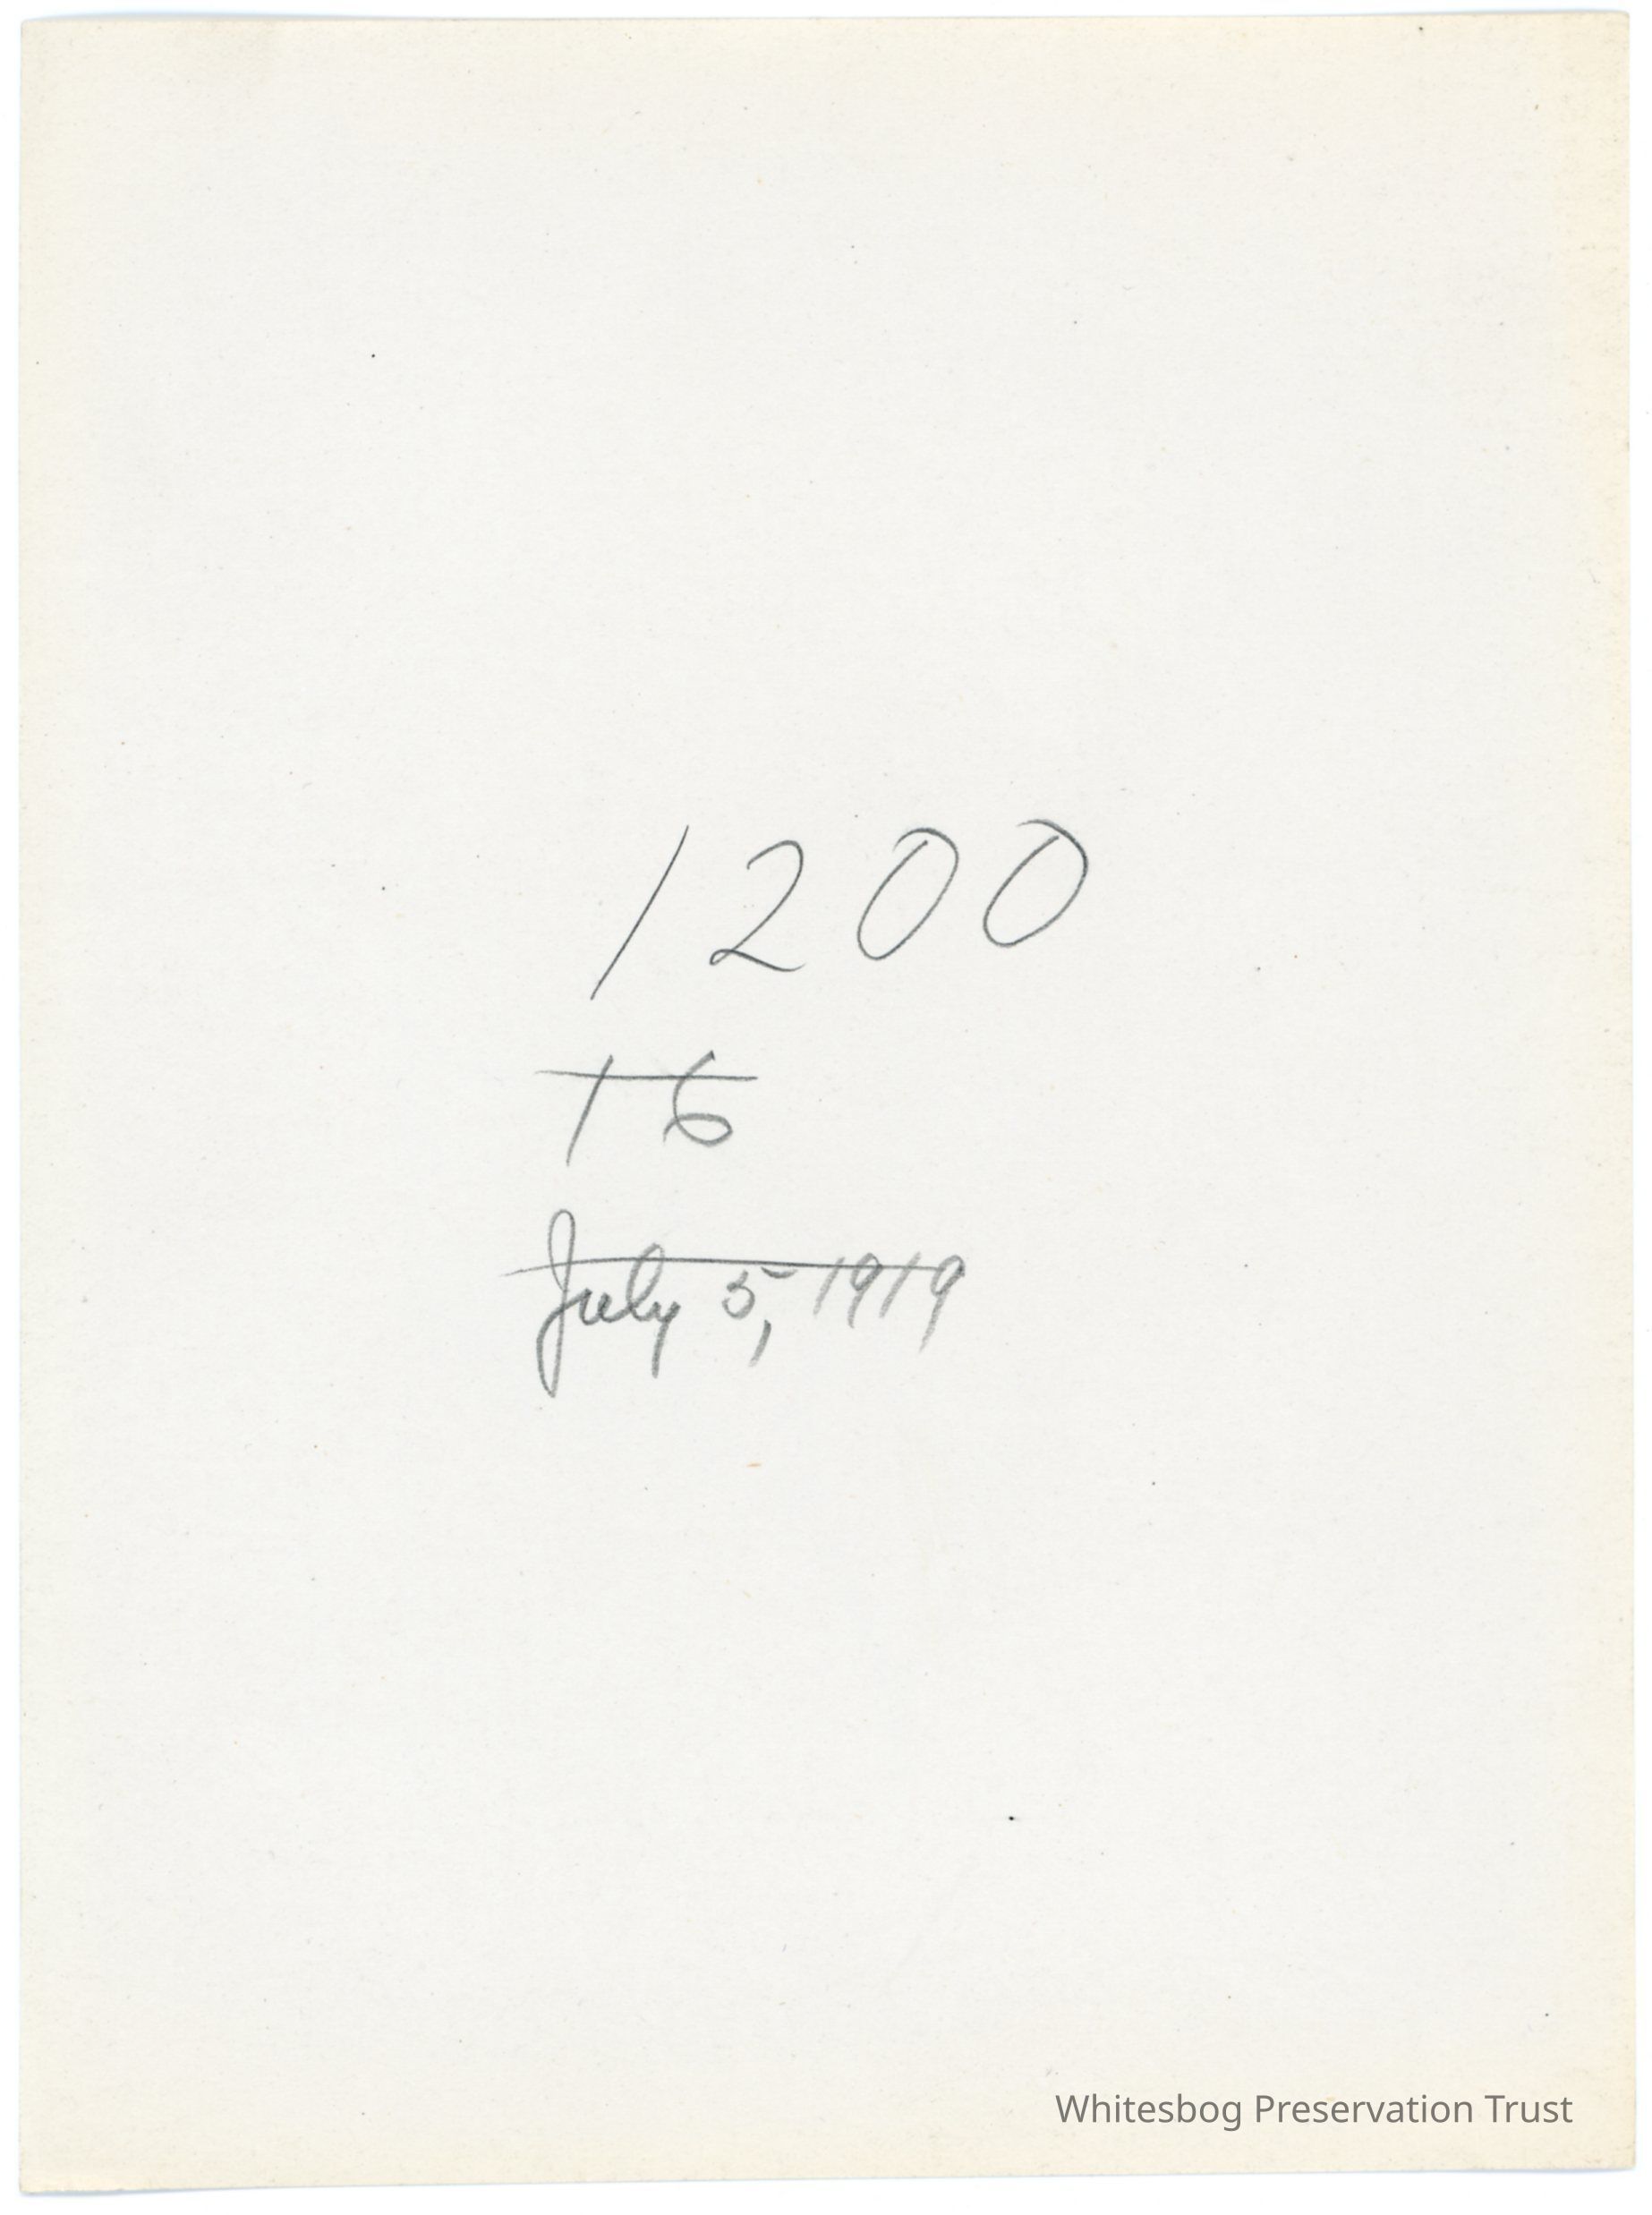 1200
16
July 5, 1919
Whitesbog Preservation Trust